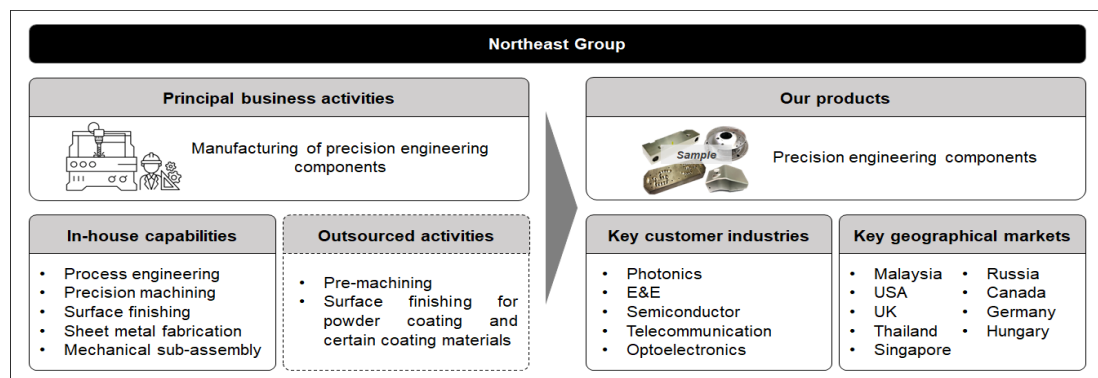 Northeast Group
Principal business activities
Manufacturing of precision engineering
components
Our products
Sample
Precision engineering components
In-house capabilities
• Process engineering
• Precision machining
• Surface finishing
• Sheet metal fabrication
• Mechanical sub-assembly
Outsourced activities
• Pre-machining
• Surface finishing for
powder coating and
certain coating materials
Key customer industries
• Photonics
• E&E
• Semiconductor
• Telecommunication
• Optoelectronics
Key geographical markets
• Malaysia
• USA
• UK
• Thailand
• Singapore
• Russia
• Canada
• Germany
• Hungary